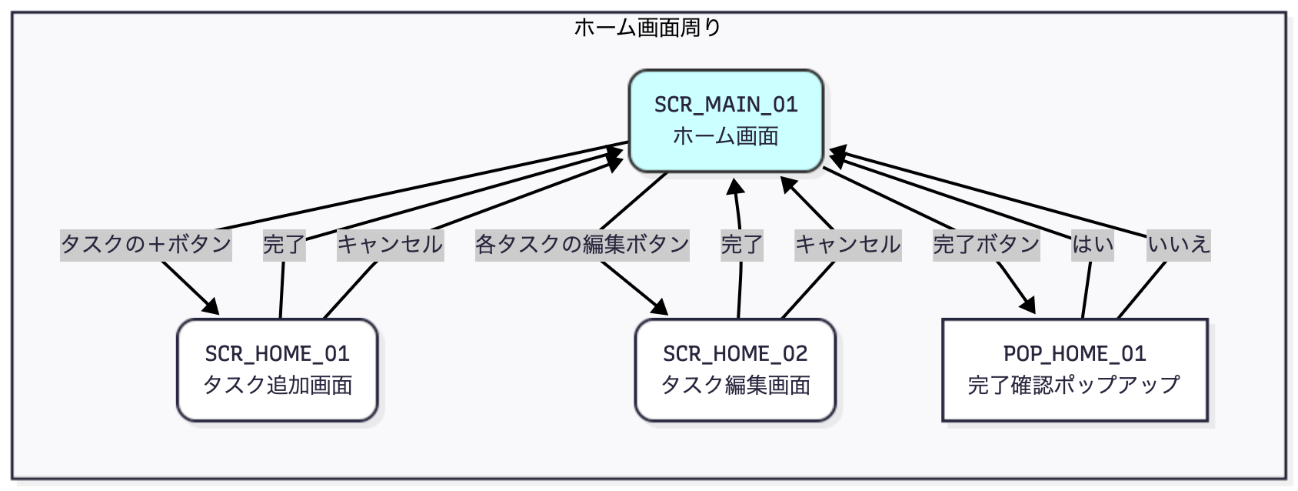 ホーム画面周り
SCR_MAIN_01
ホーム画面
タスクの＋ボタン
完了
キャンセル
各タスクの編集ボタン
完了
キャンセル
完了ボタン
はい
いいえ
SCR_HOME_01
タスク追加画面
SCR_HOME_02
タスク編集画面
POP_HOME_01
完了確認ポップアップ